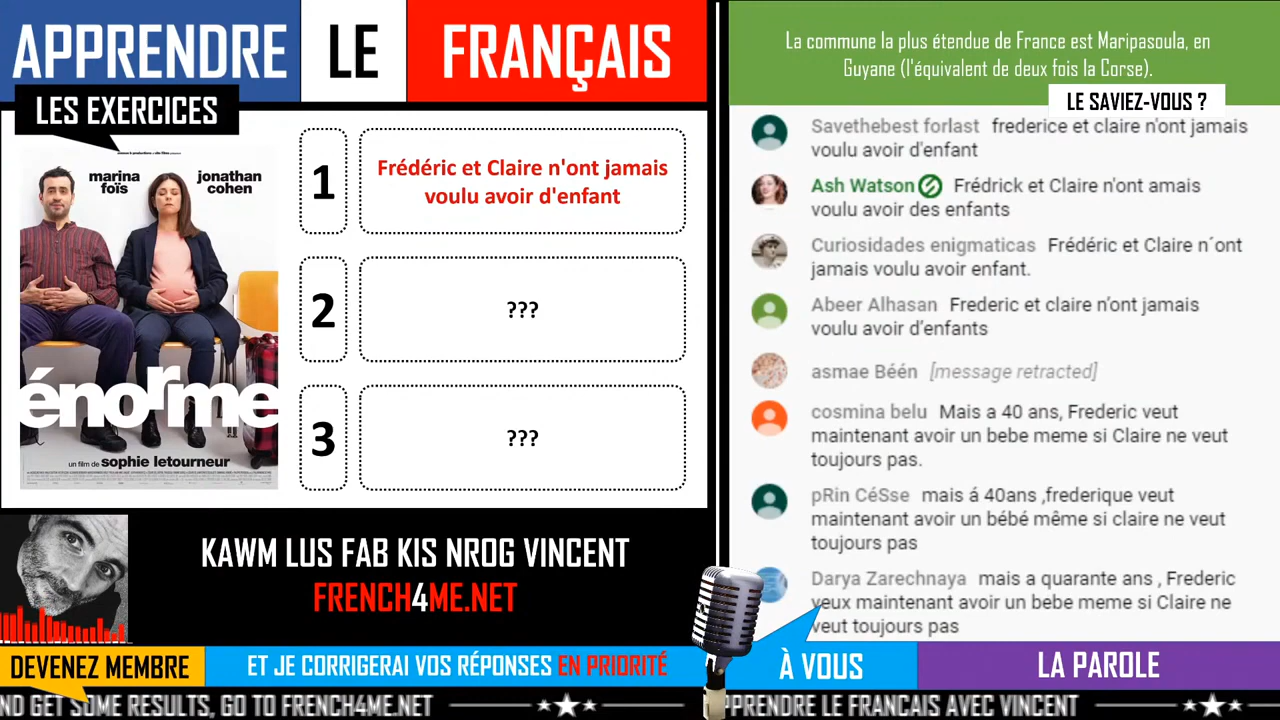 APPRENDRE LE FRANÇAIS
LES EXERCICES
marina foïs
jonathan cohen
énorme
un film de sophie letourneur
1
Frédéric et Claire n'ont jamais
voulu avoir d'enfant
2
???
3
???
KAWM LUS FAB KIS NROG VINCENT
FRENCH4ME.NET
DEVENEZ MEMBRE
ET JE CORRIGERAI VOS RÉPONSES EN PRIORITÉ
La commune la plus étendue de France est Maripasoula, en
Guyane (l'équivalent de deux fois la Corse).
LE SAVIEZ-VOUS ?
Savethebest forlast frederice et claire n'ont jamais
voulu avoir d'enfant
Ash Watson Frédrick et Claire n'ont amais
voulu avoir des enfants
Curiosidades enigmaticas Frédéric et Claire n´ont
jamais voulu avoir enfant.
Abeer Alhasan Frederic et claire n'ont jamais
voulu avoir d'enfants
asmae Béén [message retracted]
cosmina belu Mais a 40 ans, Frederic veut
maintenant avoir un bebe meme si Claire ne veut
toujours pas.
pRin CéSse mais á 40ans ,frederique veut
maintenant avoir un bébé même si claire ne veut
toujours pas
Darya Zarechnaya mais a quarante ans , Frederic
veux maintenant avoir un bebe meme si Claire ne
veut toujours pas
À VOUS
LA PAROLE
ND GET SOME RESULTS, GO TO FRENCH4ME.NET
PPRENDRE LE FRANCAIS AVEC VINCENT